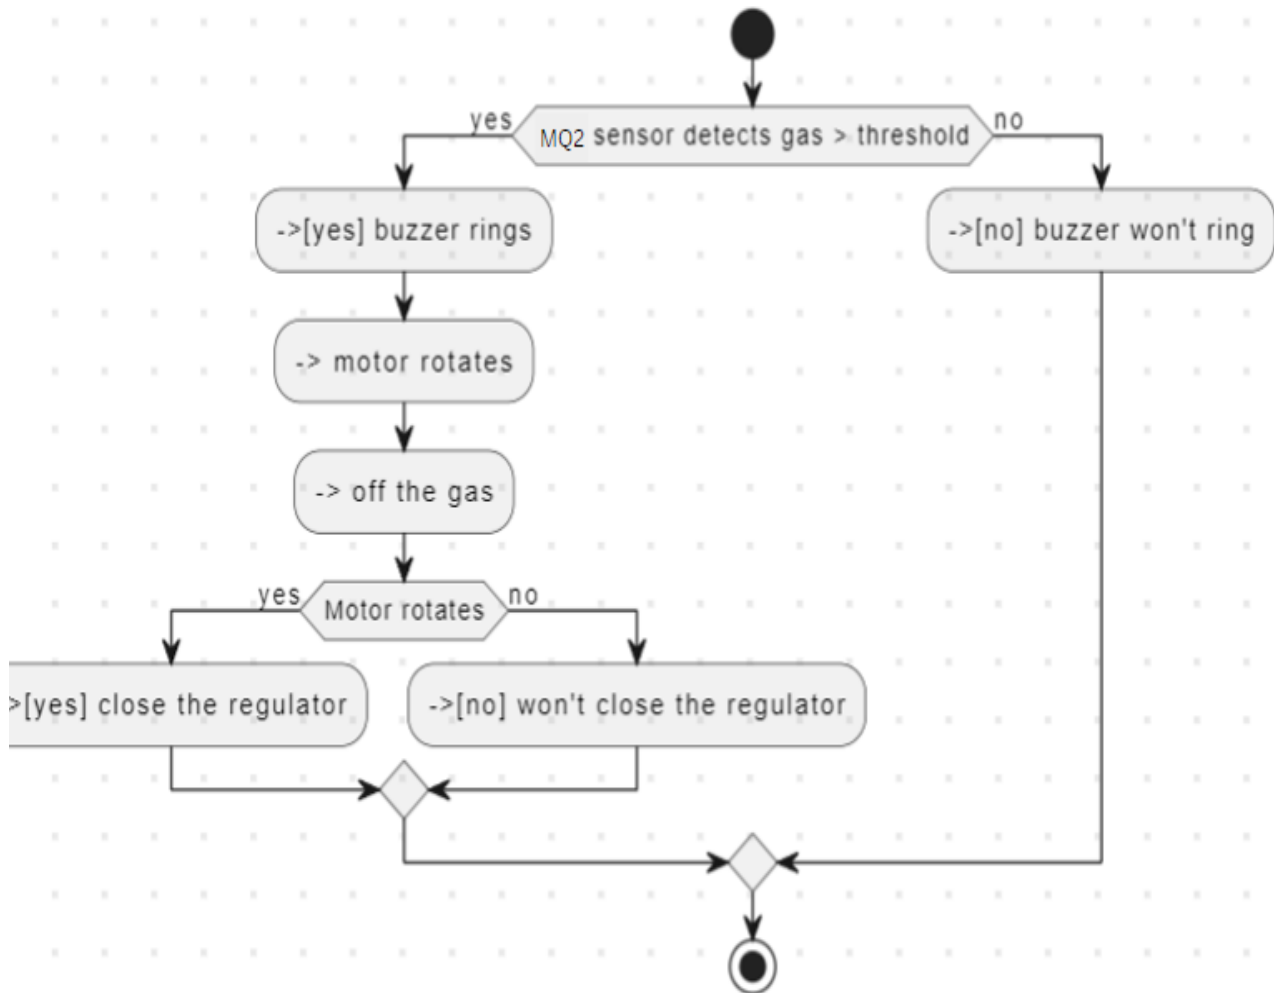 yes
MQ2 sensor detects gas > threshold
no
->[yes] buzzer rings
->[no] buzzer won't ring
-> motor rotates
-> off the gas
yes
Motor rotates
no
>[yes] close the regulator
->[no] won't close the regulator